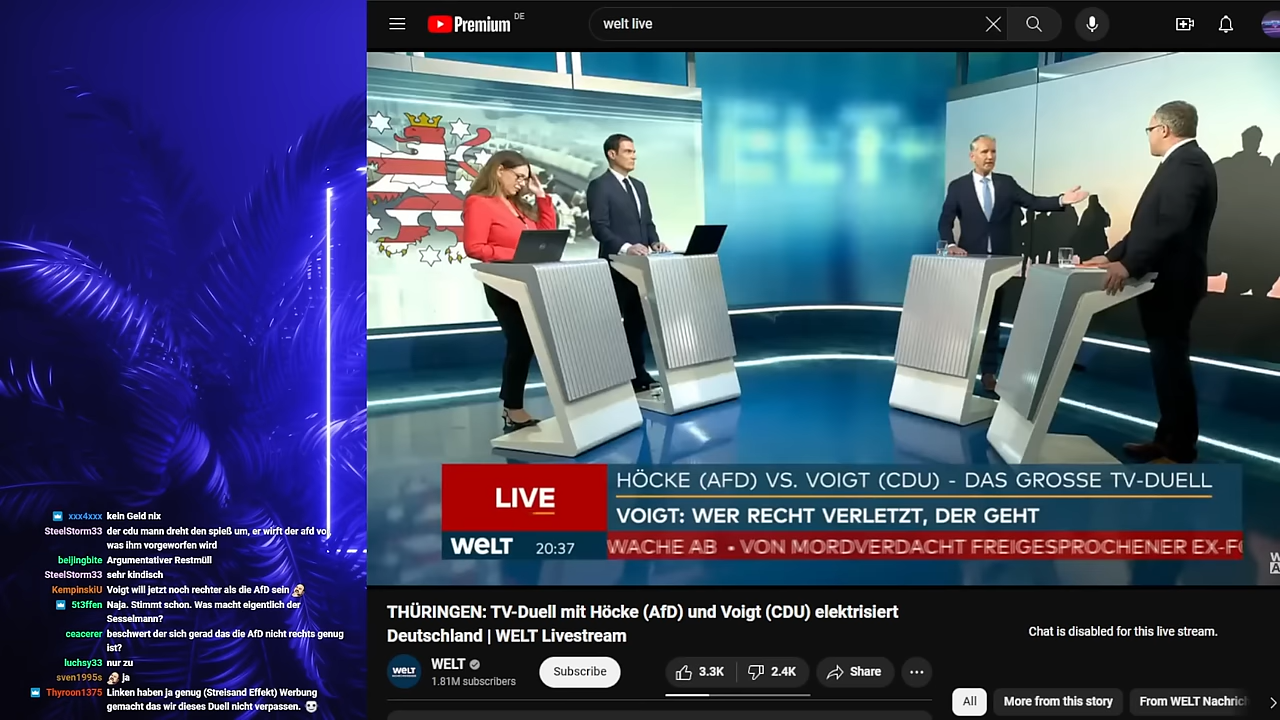 Premium DE
welt live
LIVE
HÖCKE (AFD) VS. VOIGT (CDU) - DAS GROSSE TV-DUELL
VOIGT: WER RECHT VERLETZT, DER GEHT
WELT 20:37
WACHE AB • VON MORDVERDACHT FREIGESPROCHENER
THÜRINGEN: TV-Duell mit Höcke (AfD) und Voigt (CDU) elektrisiert
Deutschland | WELT Livestream
welt
WELT
1.81M subscribers
Subscribe
3.3K
2.4K
Share
Chat is disabled for this live stream.
All
More from this story
From WELT
xxx4xxx kein Geld nix
SteelStorm33 der cdu mann dreht den spieß um, er wirft der afd vo
was ihm vorgeworfen wird
beijingbite Argumentativer Restmüll
SteelStorm33 sehr kindisch
KempinskiU Voigt will jetzt noch rechter als die AfD sein
5t3ffen Naja. Stimmt schon. Was macht eigentlich der
Sesselmann?
ceacerer beschwert der sich gerad das die AfD nicht rechts genug
ist?
luchsy33 nur zu
sven1995s ja
Thyroon1375 Linken haben ja genug (Streisand Effekt) Werbung
gemacht das wir dieses Duell nicht verpassen.